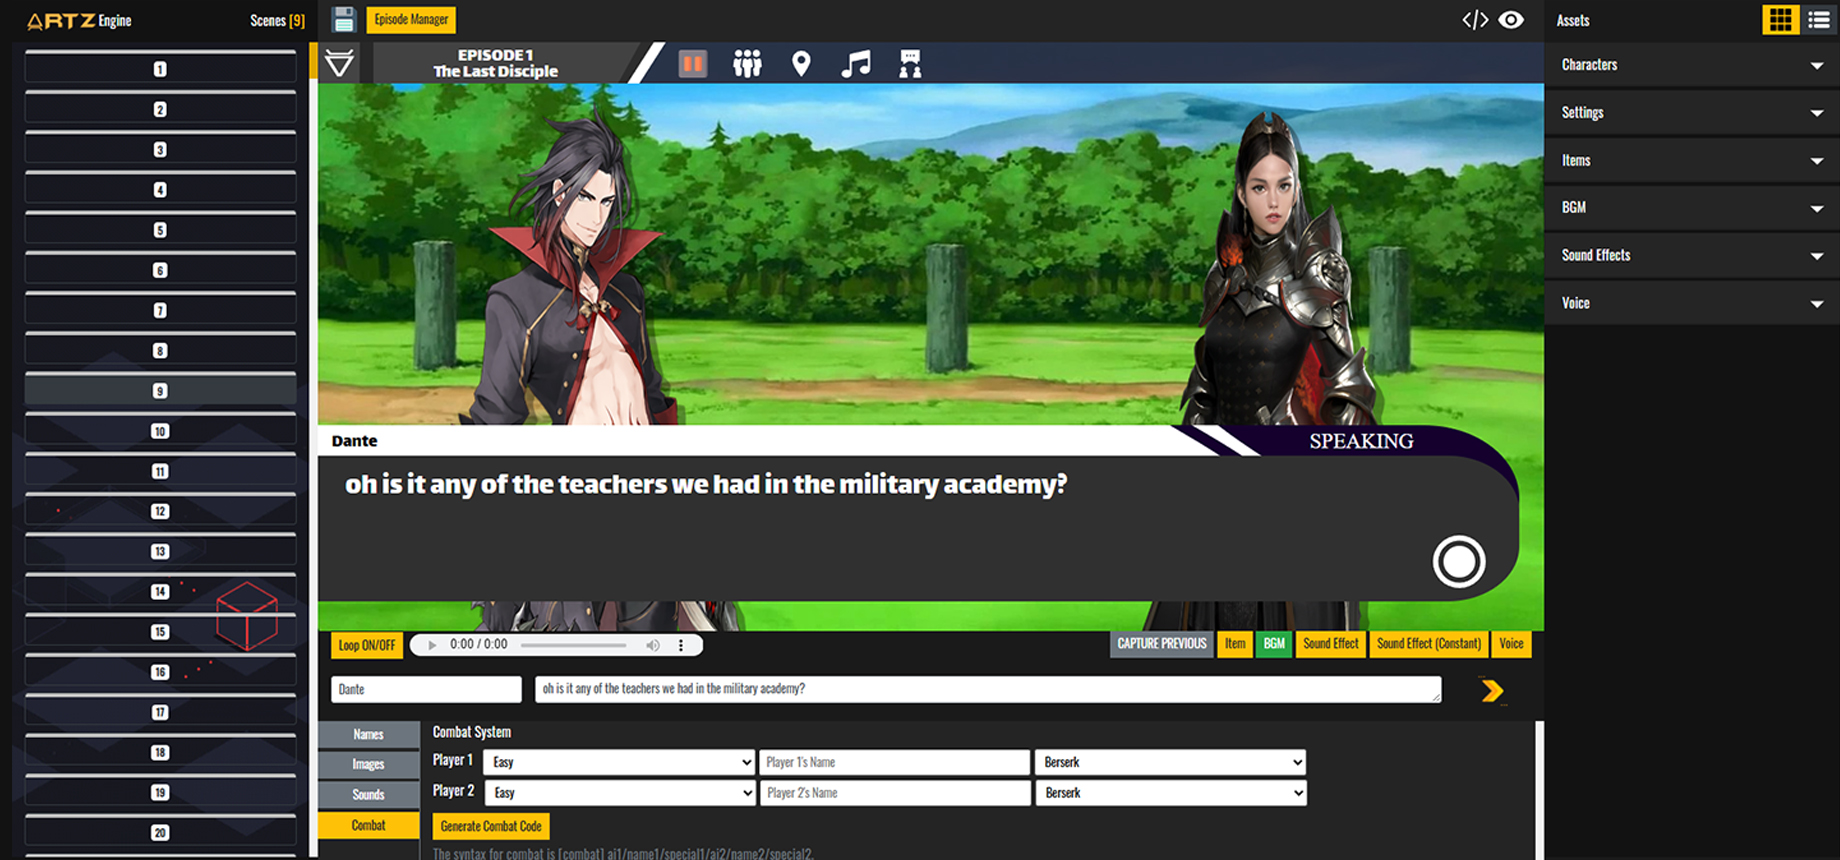 ARTZ Engine
Scenes [9]
Episode Manager
</>
Assets
1
2
3
4
5
6
7
8
9
10
11
12
13
14
15
16
17
18
19
20
EPISODE 1
The Last Disciple
Dante
SPEAKING
oh is it any of the teachers we had in the military academy?
Loop ON/OFF
0:00 / 0:00
CAPTURE PREVIOUS
Item
BGM
Sound Effect
Sound Effect (Constant)
Voice
Dante
oh is it any of the teachers we had in the military academy?
Names
Images
Sounds
Combat
Combat System
Player 1
Easy
Player 1's Name
Berserk
Player 2
Easy
Player 2's Name
Berserk
Generate Combat Code
The syntax for combat is [combat] ai1/name1/special1/ai2/name2/special2.
Characters
Settings
Items
BGM
Sound Effects
Voice